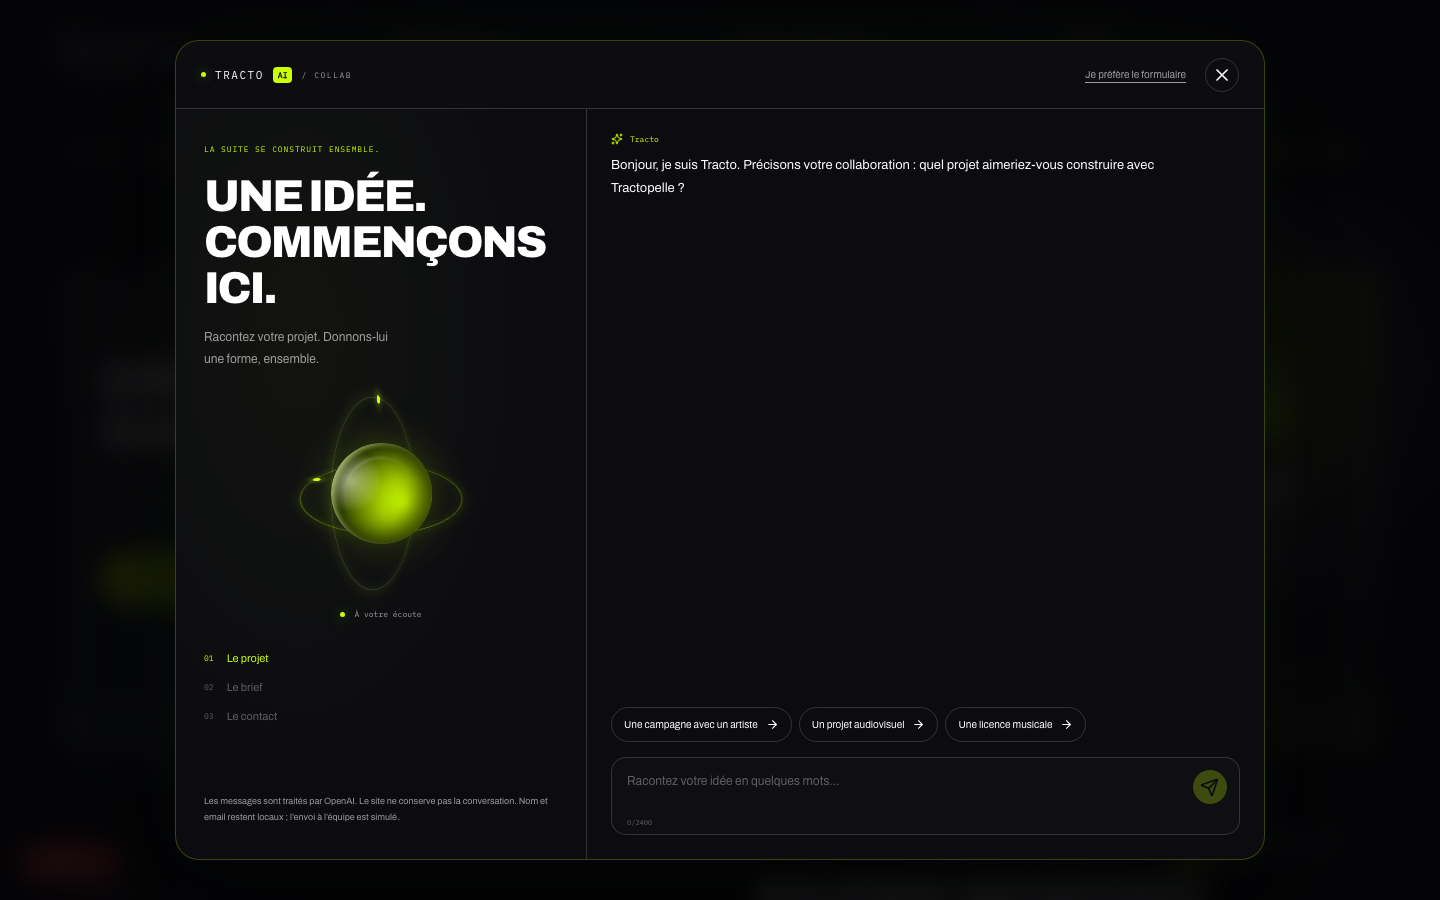 TRACTO AI / COLLAB
Je préfère le formulaire
LA SUITE SE CONSTRUIT ENSEMBLE.
UNE IDÉE.
COMMENÇONS
ICI.
Racontez votre projet. Donnons-lui
une forme, ensemble.
À votre écoute
01 Le projet
02 Le brief
03 Le contact
Les messages sont traités par OpenAI. Le site ne conserve pas la conversation. Nom et
email restent locaux ; l'envoi à l'équipe est simulé.
Tracto
Bonjour, je suis Tracto. Précisons votre collaboration : quel projet aimeriez-vous construire avec
Tractopelle ?
Une campagne avec un artiste
Un projet audiovisuel
Une licence musicale
Racontez votre idée en quelques mots...
0/2400